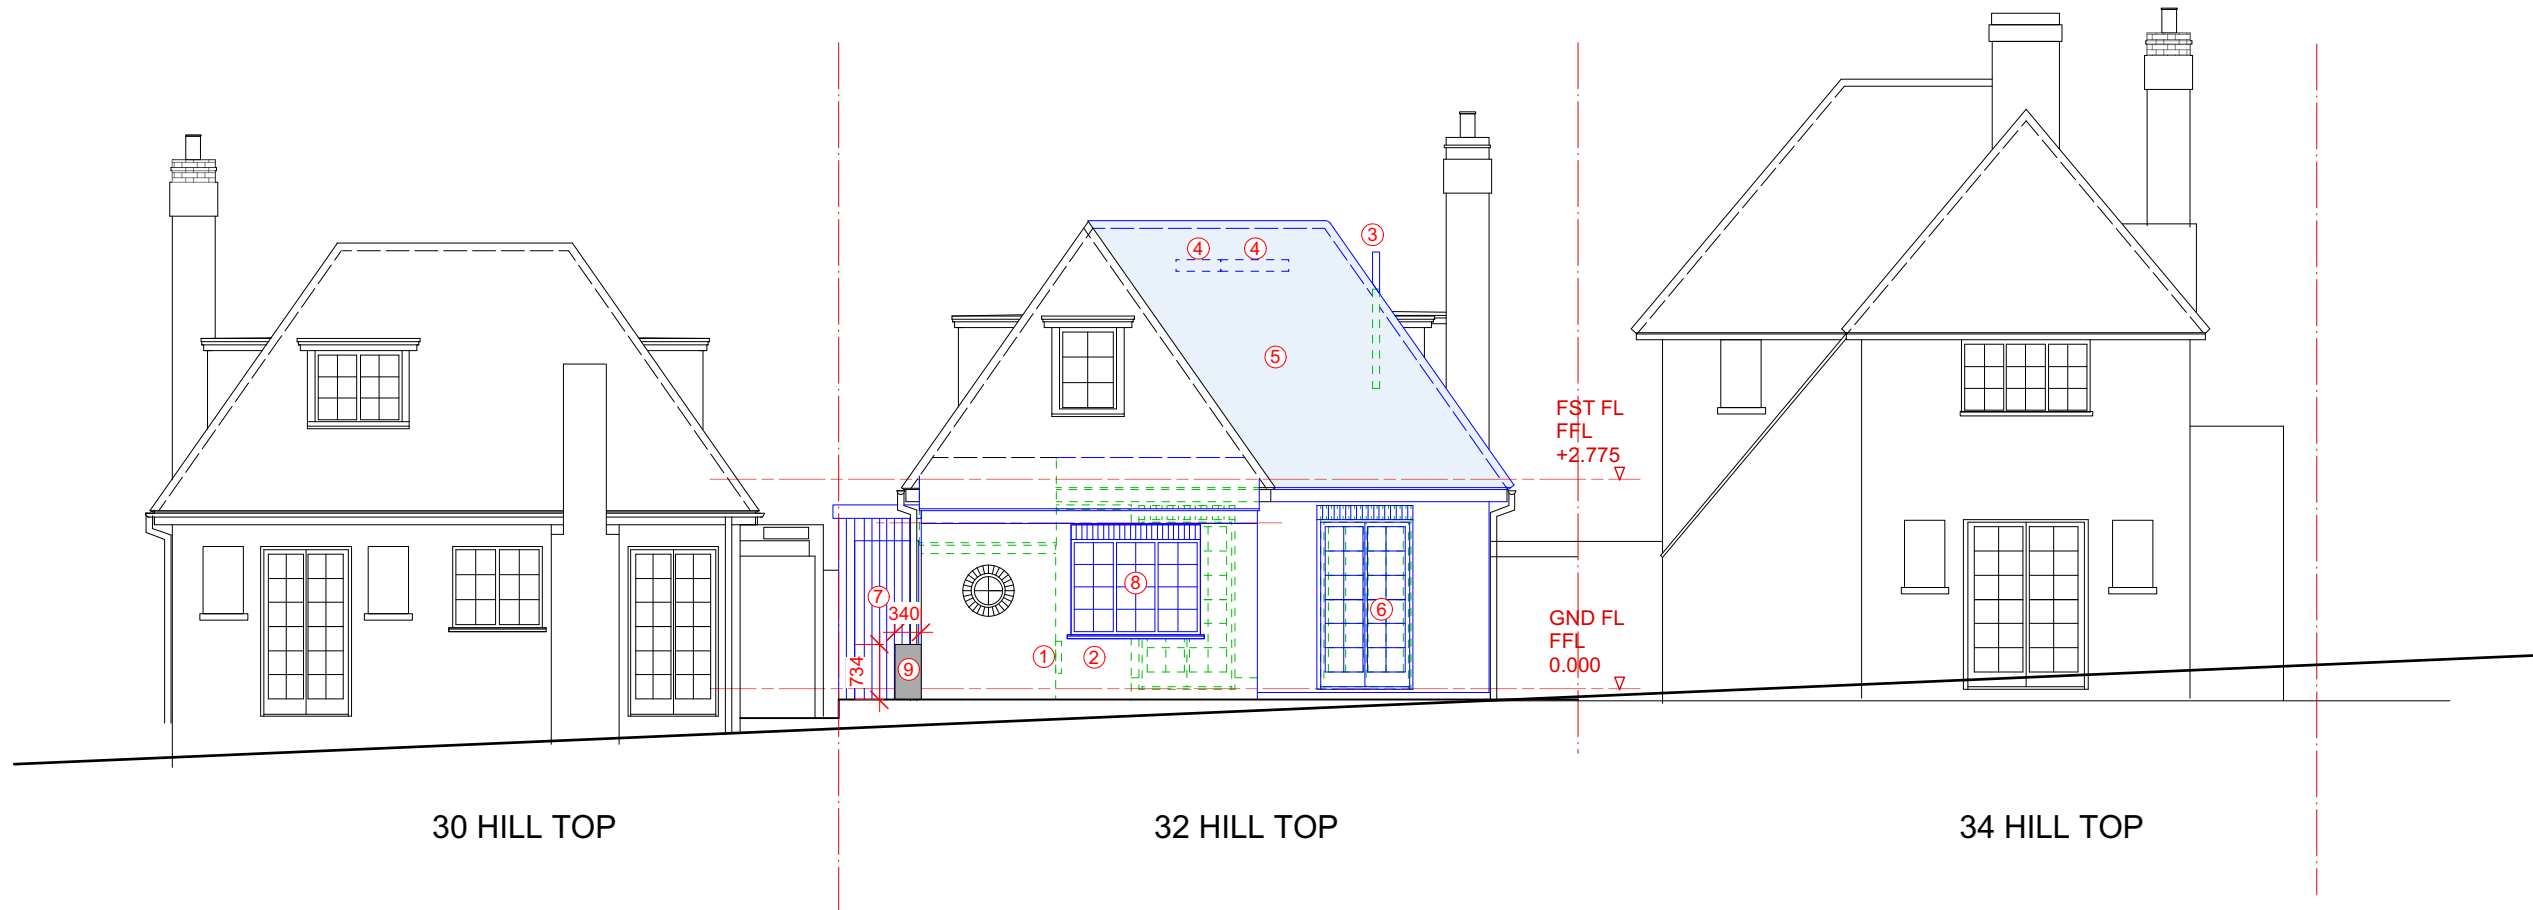 3
4 4
5
FST FL
FFL
+2.775
7
340
8
6
GND FL
FFL
0.000
734
9
1
2
30 HILL TOP
32 HILL TOP
34 HILL TOP